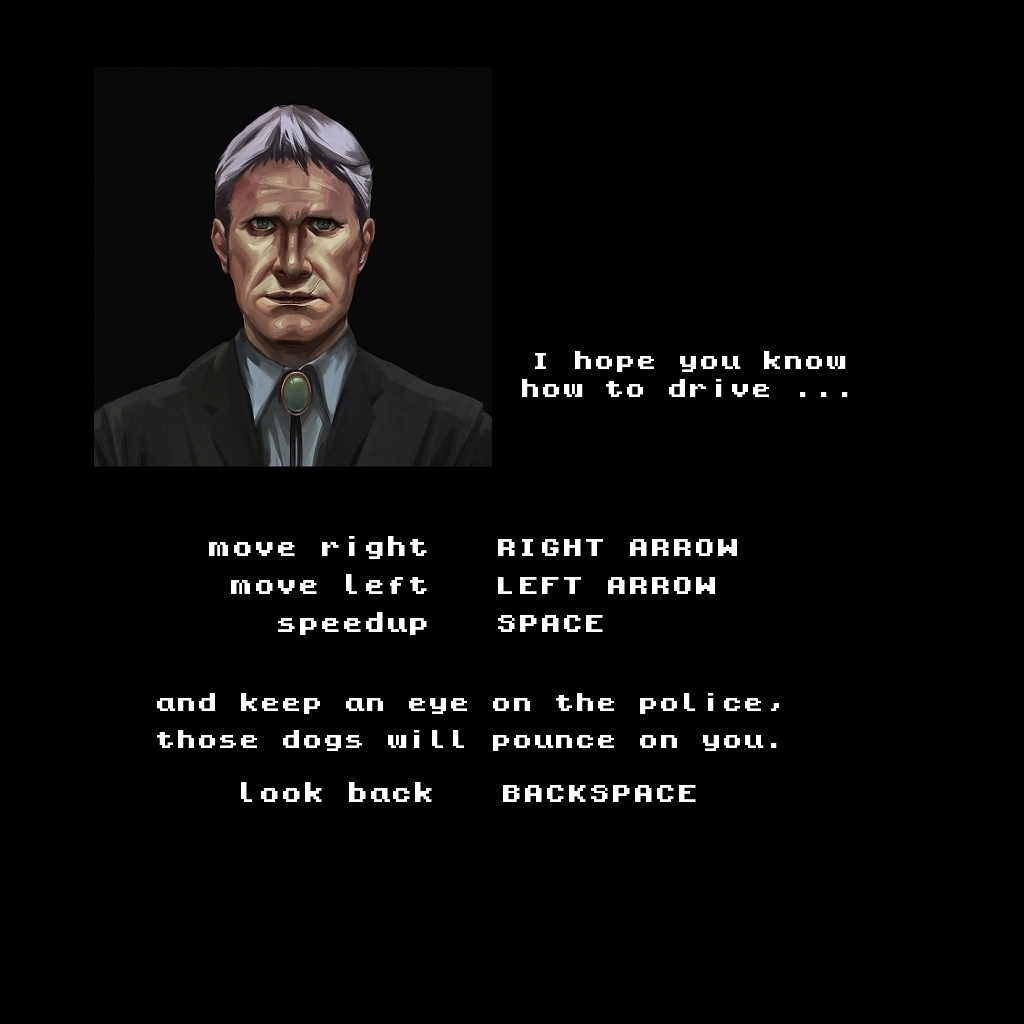 I hope you know
how to drive ...
move right RIGHT ARROW
move left LEFT ARROW
speedup SPACE
and keep an eye on the police,
those dogs will pounce on you.
look back BACKSPACE